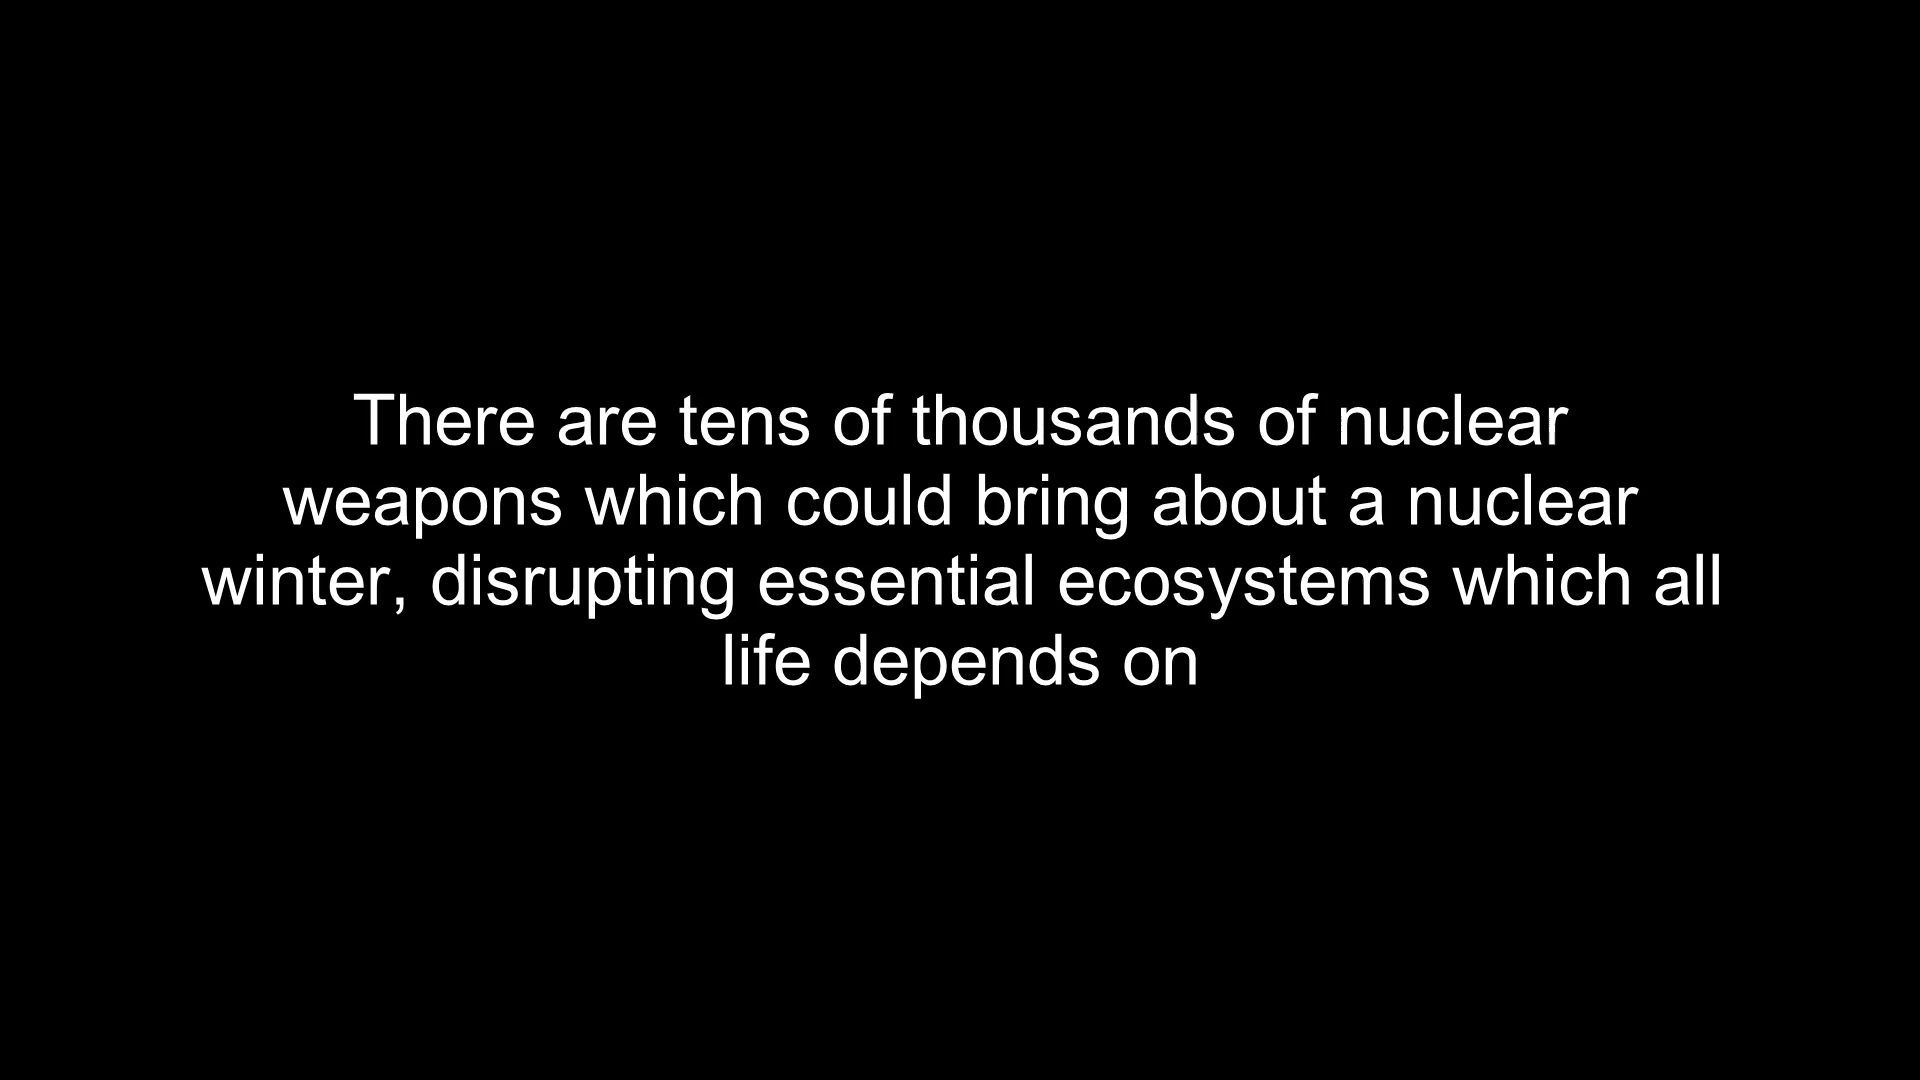 There are tens of thousands of nuclear
weapons which could bring about a nuclear
winter, disrupting essential ecosystems which all
life depends on